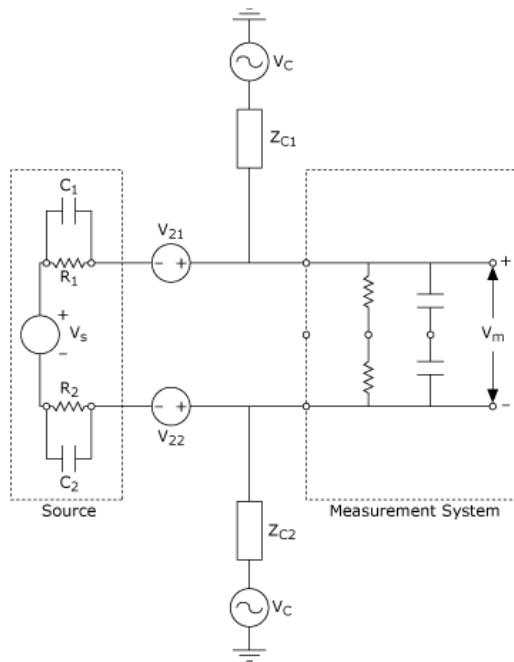 V_C
Z_C1
C_1
V_21
+
R_1
- +
+
V_s
-
V_m
R_2
- +
-
V_22
C_2
Source
Measurement System
Z_C2
V_C